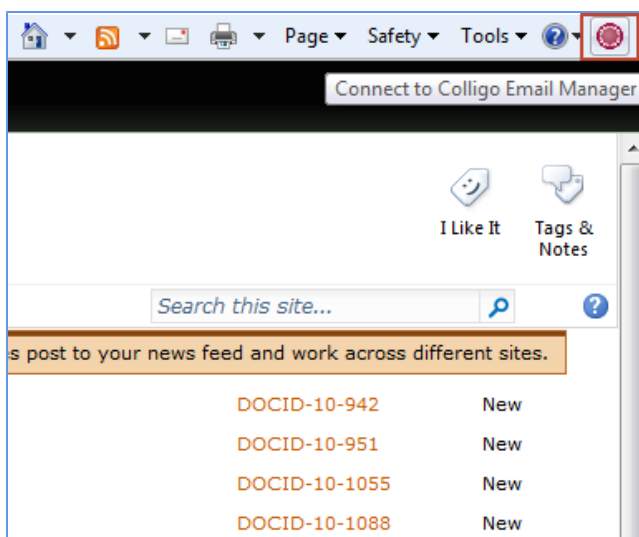 Page Safety Tools
Connect to Colligo Email Manager
I Like It
Tags &
Notes
Search this site...
post to your news feed and work across different sites.
DOCID-10-942 New
DOCID-10-951 New
DOCID-10-1055 New
DOCID-10-1088 New